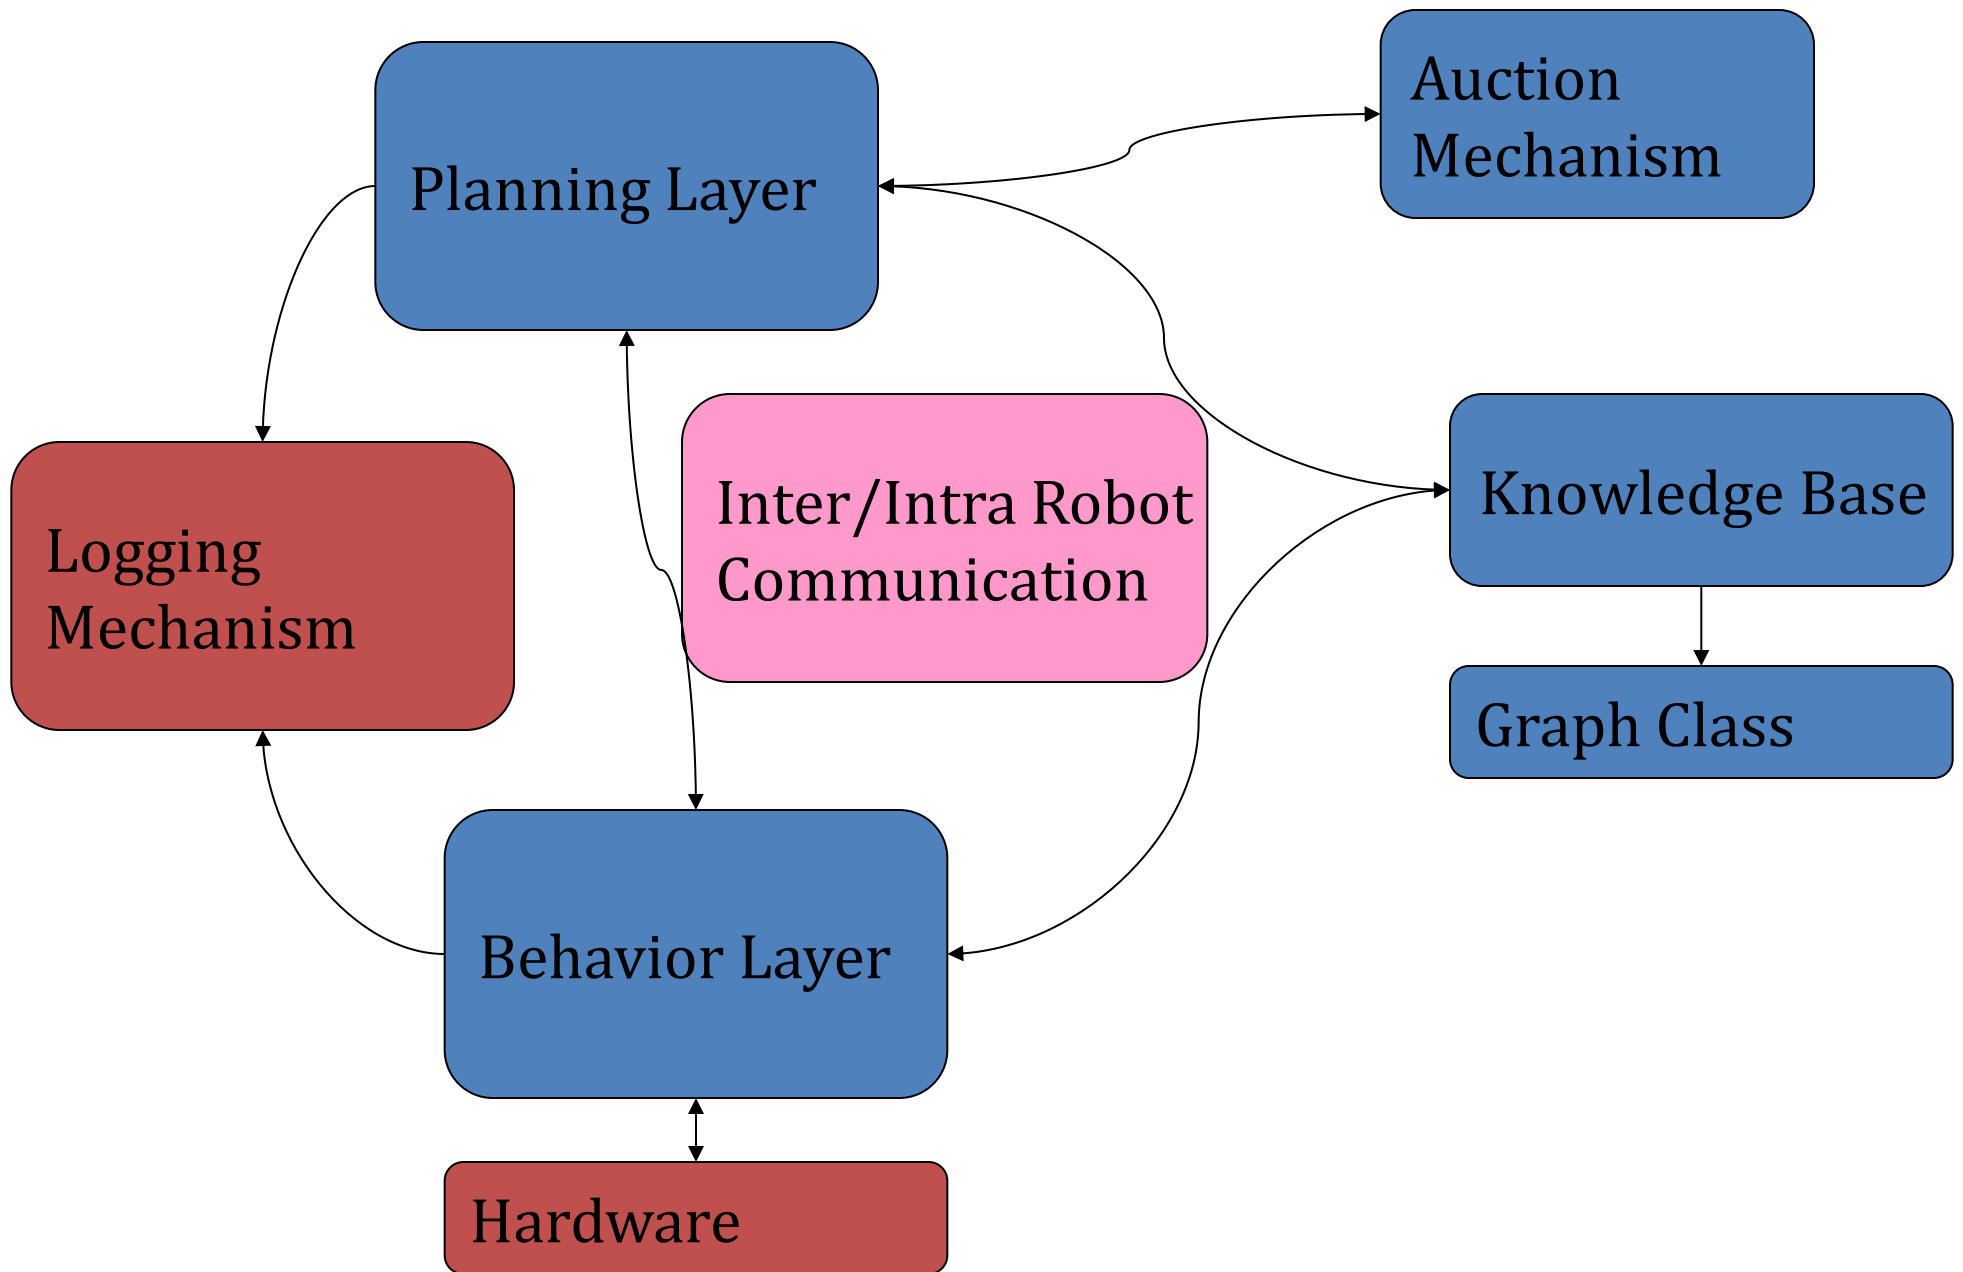 Auction
Mechanism
Planning Layer
Inter/Intra Robot
Communication
Knowledge Base
Logging
Mechanism
Graph Class
Behavior Layer
Hardware